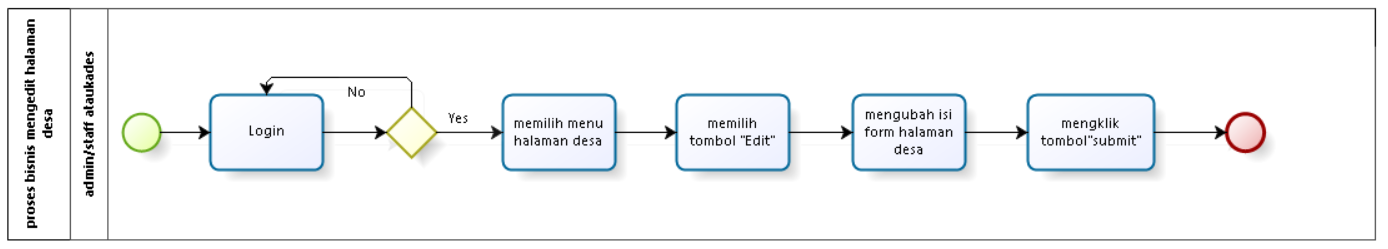 proses bisnis mengedit halaman
desa
admin/staff ataukades
Login
No
Yes
memilih menu
halaman desa
memilih
tombol "Edit"
mengubah isi
form halaman
desa
mengklik
tombol"submit"